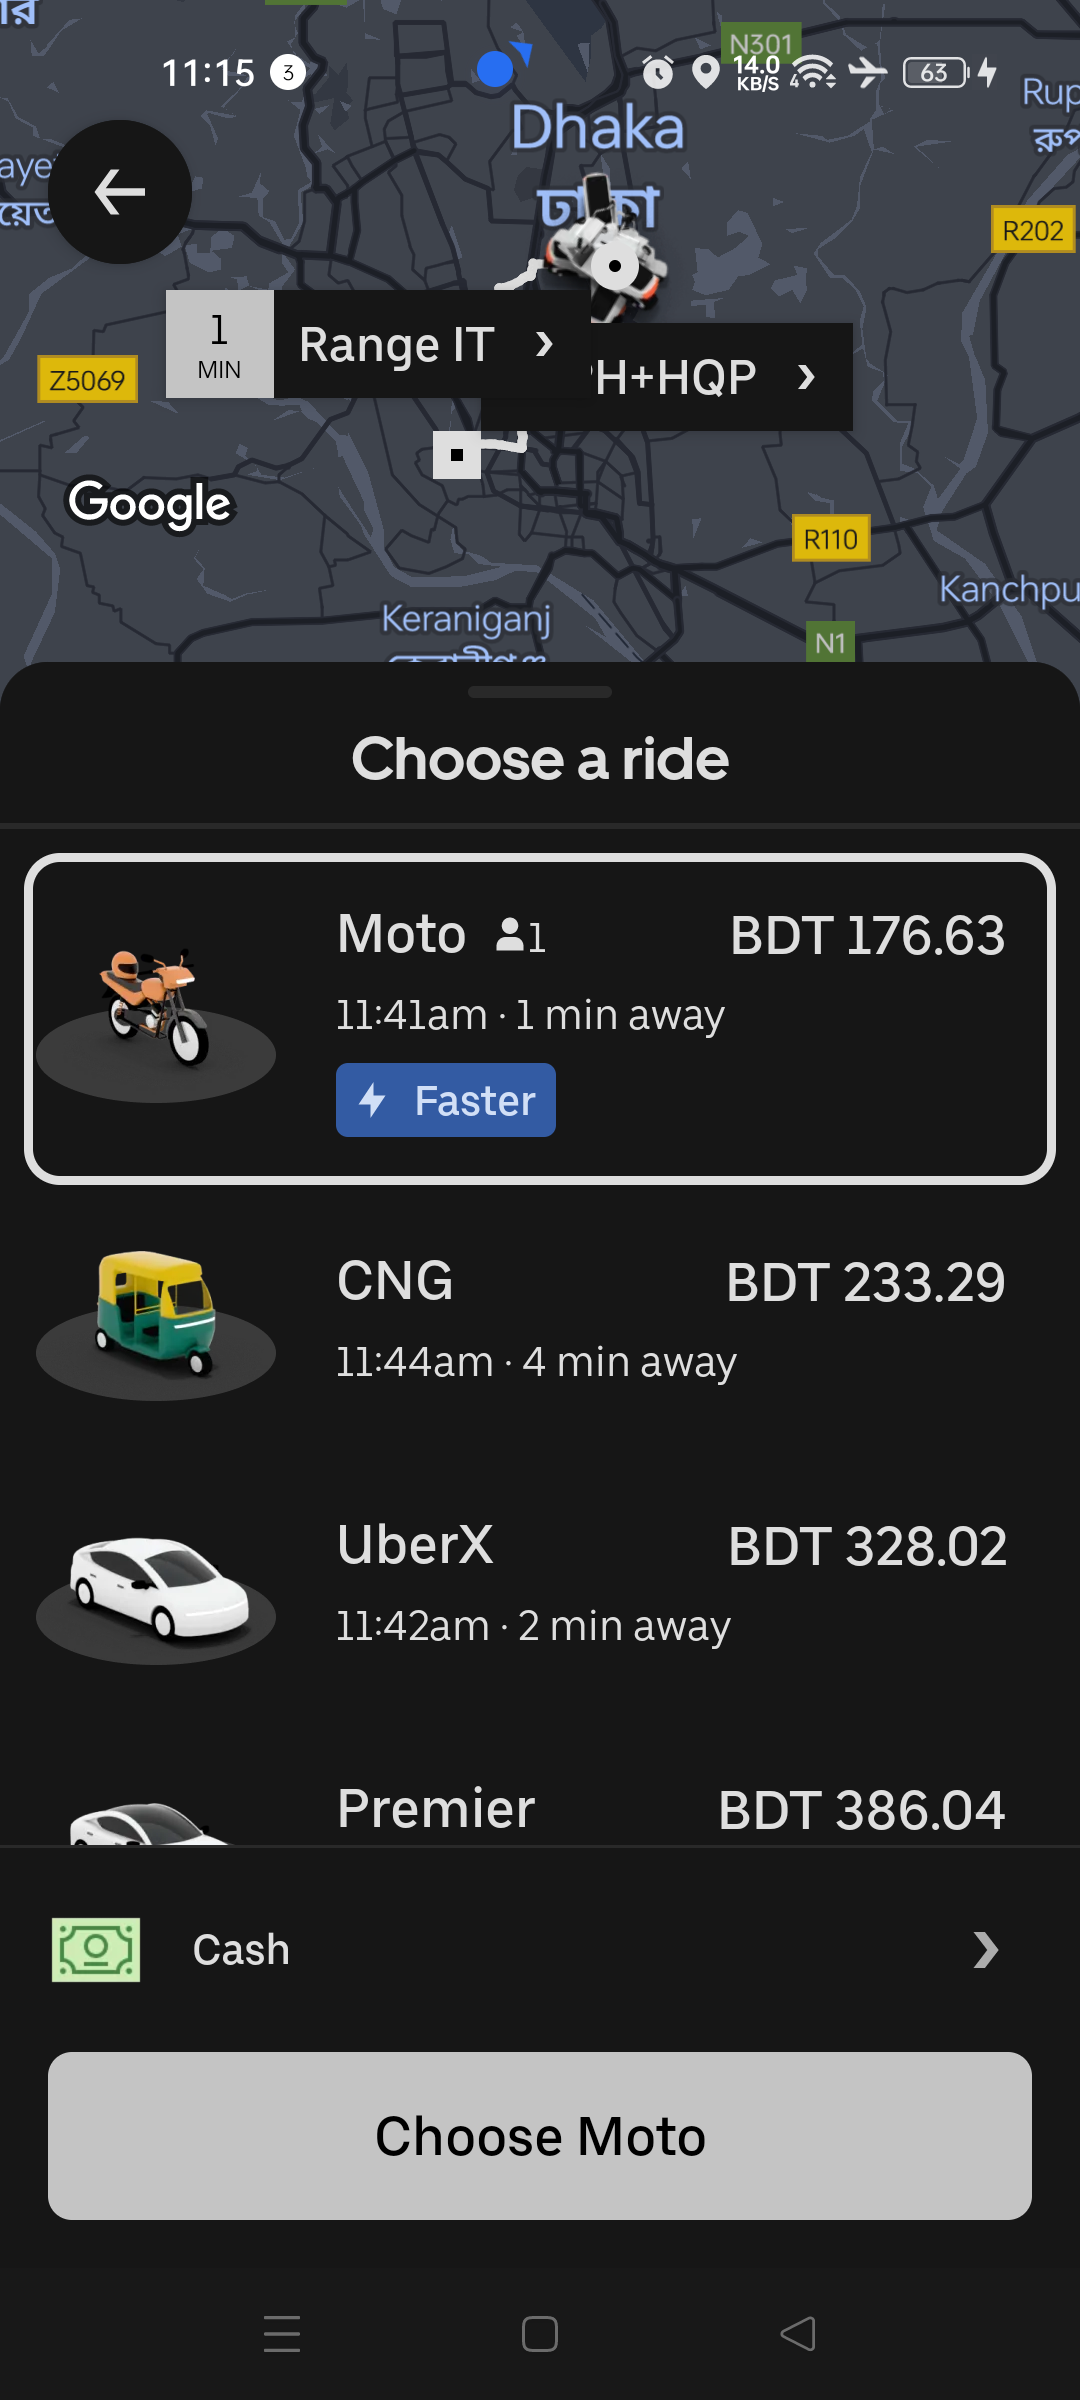 11:15 3
14.0
KB/S
4
63
N301
Dhaka
ঢাকা
R202
1
MIN
Range IT
H+HQP
Z5069
Google
R110
Keraniganj
N1
Choose a ride
Moto 1 BDT 176.63
11:41am · 1 min away
Faster
CNG BDT 233.29
11:44am · 4 min away
UberX BDT 328.02
11:42am · 2 min away
Premier BDT 386.04
Cash
Choose Moto